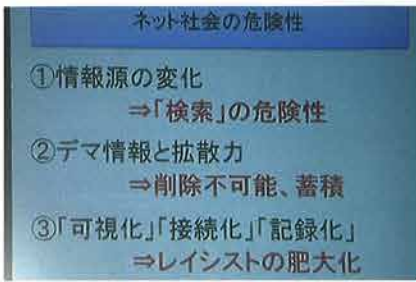 ネット社会の危険性
①情報源の変化
⇒「検索」の危険性
②デマ情報と拡散力
⇒削除不可能、蓄積
③「可視化」「接続化」「記録化」
⇒レイシストの肥大化